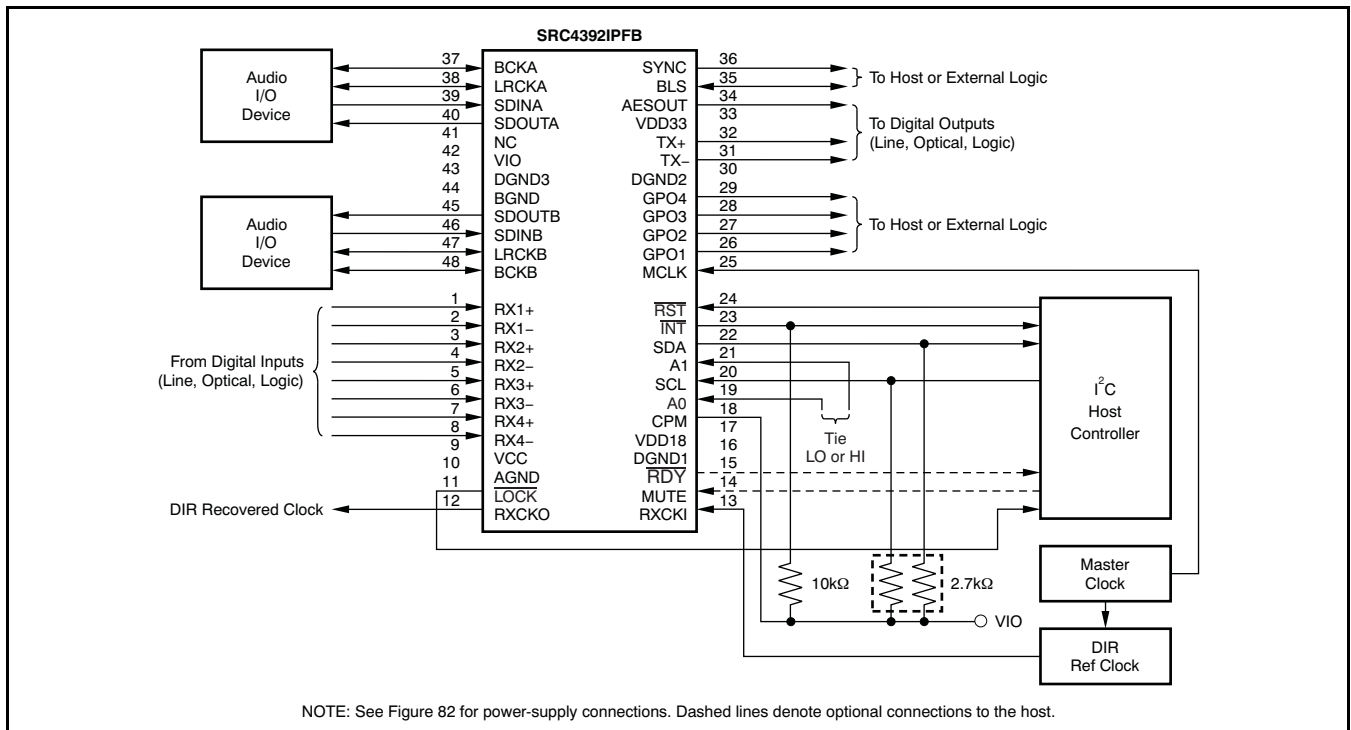 SRC4392IPFB
Audio
I/O
Device
37
38
39
40
41
42
43
44
Audio
I/O
Device
45
46
47
48
From Digital Inputs
(Line, Optical, Logic)
1
2
3
4
5
6
7
8
9
10
11
12
DIR Recovered Clock
BCKA
LRCKA
SDINA
SDOUTA
NC
VIO
DGND3
BGND
SDOUTB
SDINB
LRCKB
BCKB
RX1+
RX1−
RX2+
RX2−
RX3+
RX3−
RX4+
RX4−
VCC
AGND
LOCK
RXCKO
SYNC
BLS
AESOUT
VDD33
TX+
TX−
DGND2
GPO4
GPO3
GPO2
GPO1
MCLK
RST
INT
SDA
A1
SCL
A0
CPM
VDD18
DGND1
RDY
MUTE
RXCKI
36
35
34
33
32
31
30
29
28
27
26
25
24
23
22
21
20
19
18
17
16
15
14
13
To Host or External Logic
To Digital Outputs
(Line, Optical, Logic)
To Host or External Logic
Tie
LO or HI
I²C
Host
Controller
10kΩ
2.7kΩ
VIO
Master
Clock
DIR
Ref Clock
NOTE: See Figure 82 for power-supply connections. Dashed lines denote optional connections to the host.